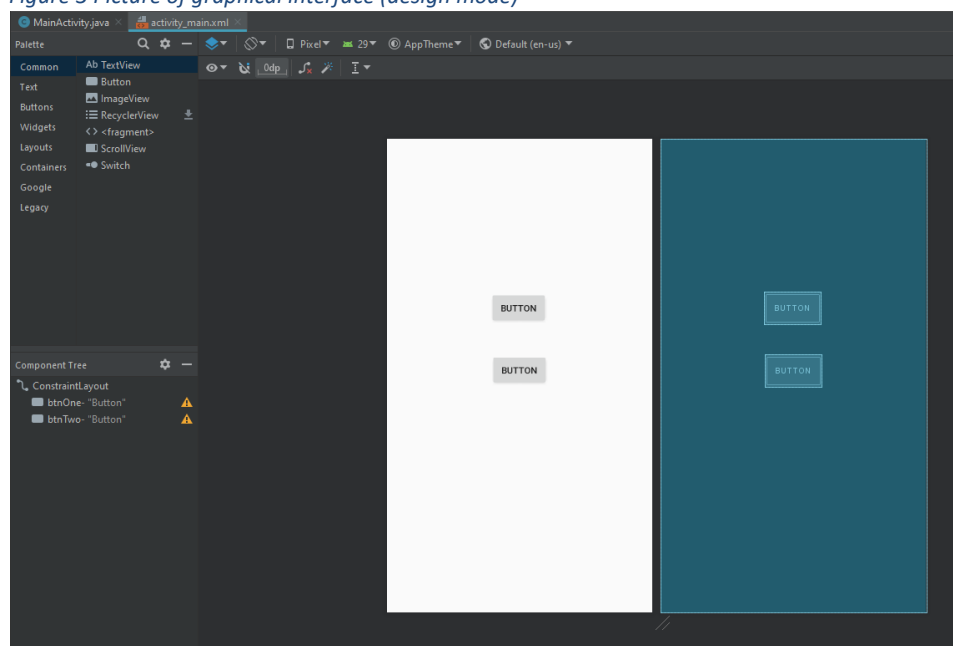 Figure 3 Picture of graphical interface (design mode)
MainActivity.java activity_main.xml
Palette
Pixel 29 AppTheme Default (en-us)
Common
Text
Buttons
Widgets
Layouts
Containers
Google
Legacy
Ab TextView
Button
ImageView
RecyclerView
<> <fragment>
ScrollView
Switch
0dp
BUTTON
BUTTON
BUTTON
BUTTON
Component Tree
ConstraintLayout
btnOne- "Button"
btnTwo- "Button"